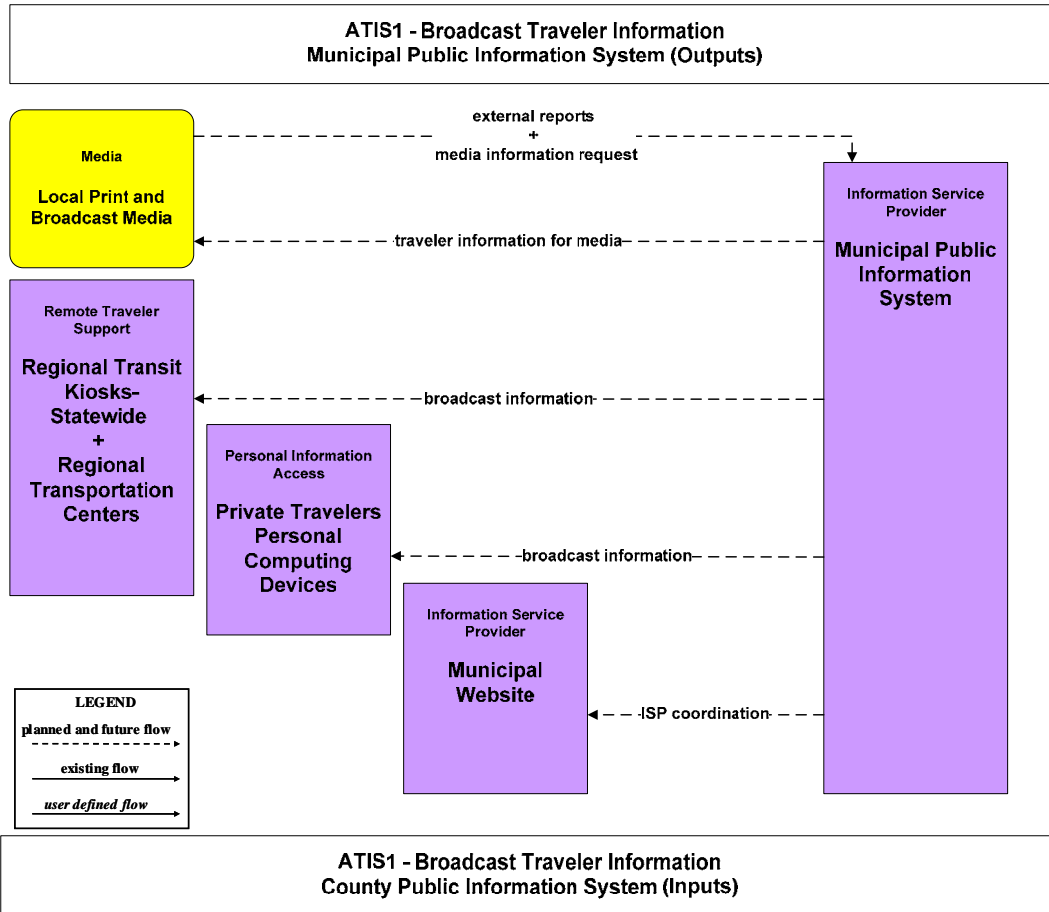 ATIS1 - Broadcast Traveler Information
Municipal Public Information System (Outputs)
external reports
+
media information request
Media
Local Print and
Broadcast Media
traveler information for media
Information Service
Provider
Municipal Public
Information
System
Remote Traveler
Support
Regional Transit
Kiosks-
Statewide
+
Regional
Transportation
Centers
broadcast information
Personal Information
Access
Private Travelers
Personal
Computing
Devices
broadcast information
Information Service
Provider
Municipal
Website
ISP coordination
LEGEND
planned and future flow
existing flow
user defined flow
ATIS1 - Broadcast Traveler Information
County Public Information System (Inputs)